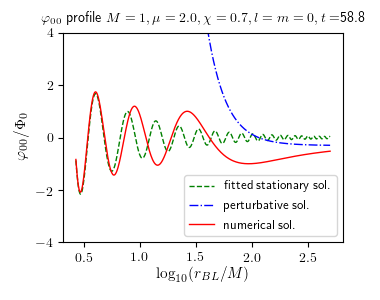 φ₀₀ profile M = 1, μ = 2.0, χ = 0.7, l = m = 0, t =58.8
4
2
0
−2
−4
φ₀₀/Φ₀
fitted stationary sol.
perturbative sol.
numerical sol.
0.5 1.0 1.5 2.0 2.5
log₁₀(r_BL/M)